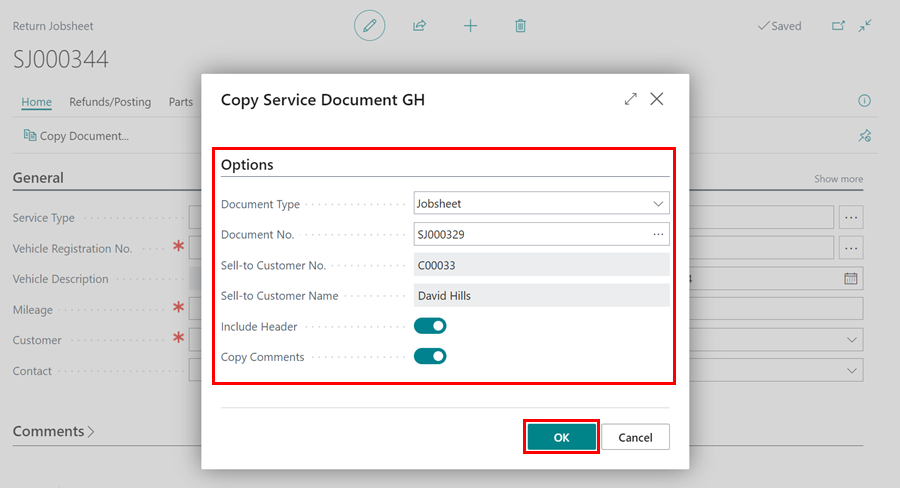 Return Jobsheet
Saved
SJ000344
Home Refunds/Posting Parts
Copy Document...
General
Show more
Service Type
Vehicle Registration No.
Vehicle Description
Mileage
Customer
Contact
Comments
4
Copy Service Document GH
Options
Document Type Jobsheet
Document No. SJ000329
Sell-to Customer No. C00033
Sell-to Customer Name David Hills
Include Header
Copy Comments
OK Cancel